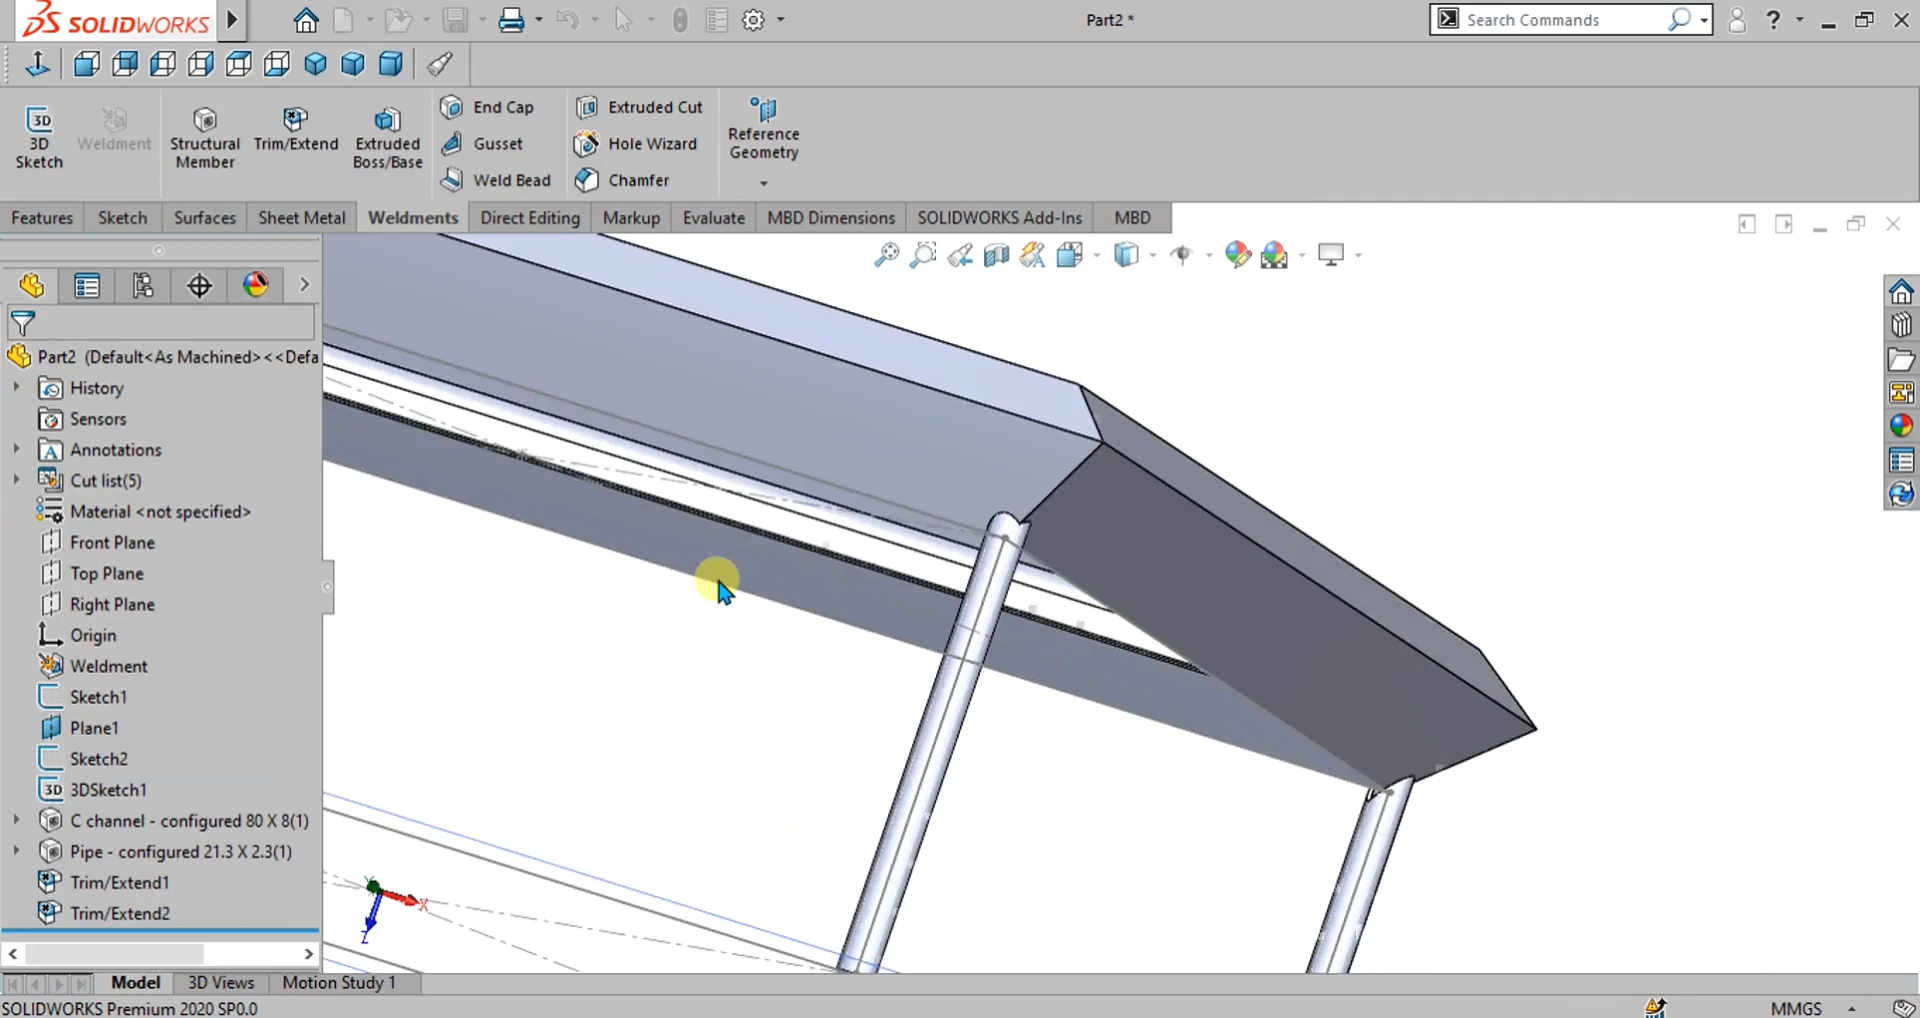 SOLIDWORKS
Part2 *
Search Commands
?
3D
3D
Sketch
Weldment
Structural
Member
Trim/Extend
Extruded
Boss/Base
End Cap
Gusset
Weld Bead
Extruded Cut
Hole Wizard
Chamfer
Reference
Geometry
Features
Sketch
Surfaces
Sheet Metal
Weldments
Direct Editing
Markup
Evaluate
MBD Dimensions
SOLIDWORKS Add-Ins
MBD
Part2 (Default<As Machined><<Defa
History
Sensors
A Annotations
Cut list(5)
Material <not specified>
Front Plane
Top Plane
Right Plane
Origin
Weldment
Sketch1
Plane1
Sketch2
3D 3DSketch1
C channel - configured 80 X 8(1)
Pipe - configured 21.3 X 2.3(1)
Trim/Extend1
Trim/Extend2
Y
X
Z
Model
3D Views
Motion Study 1
SOLIDWORKS Premium 2020 SP0.0
MMGS